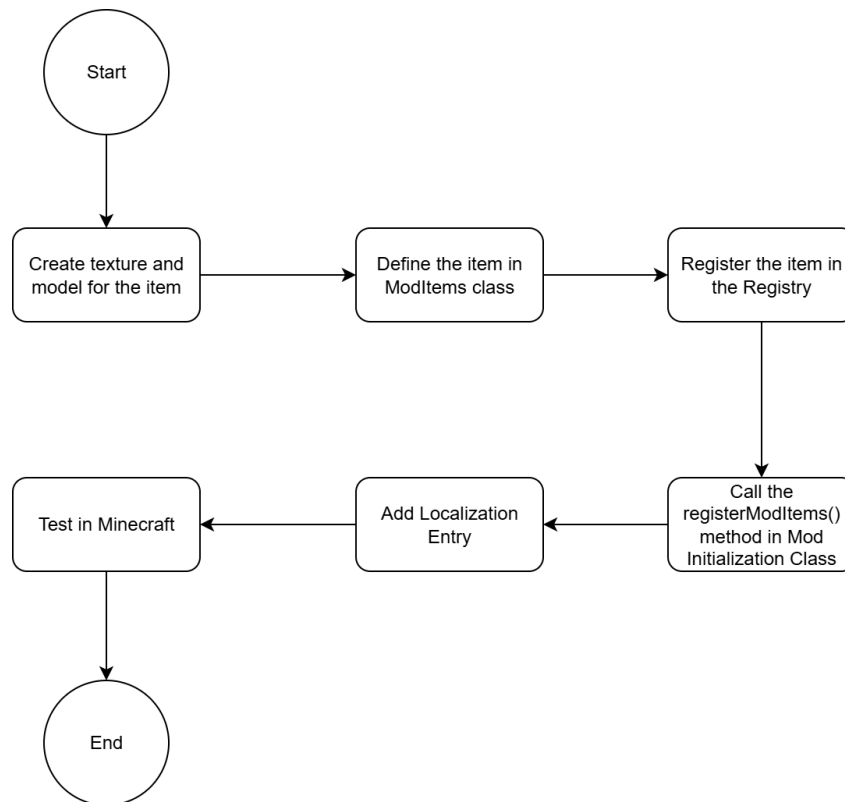 Start
Create texture and
model for the item
Define the item in
ModItems class
Register the item in
the Registry
Call the
registerModItems()
method in Mod
Initialization Class
Add Localization
Entry
Test in Minecraft
End